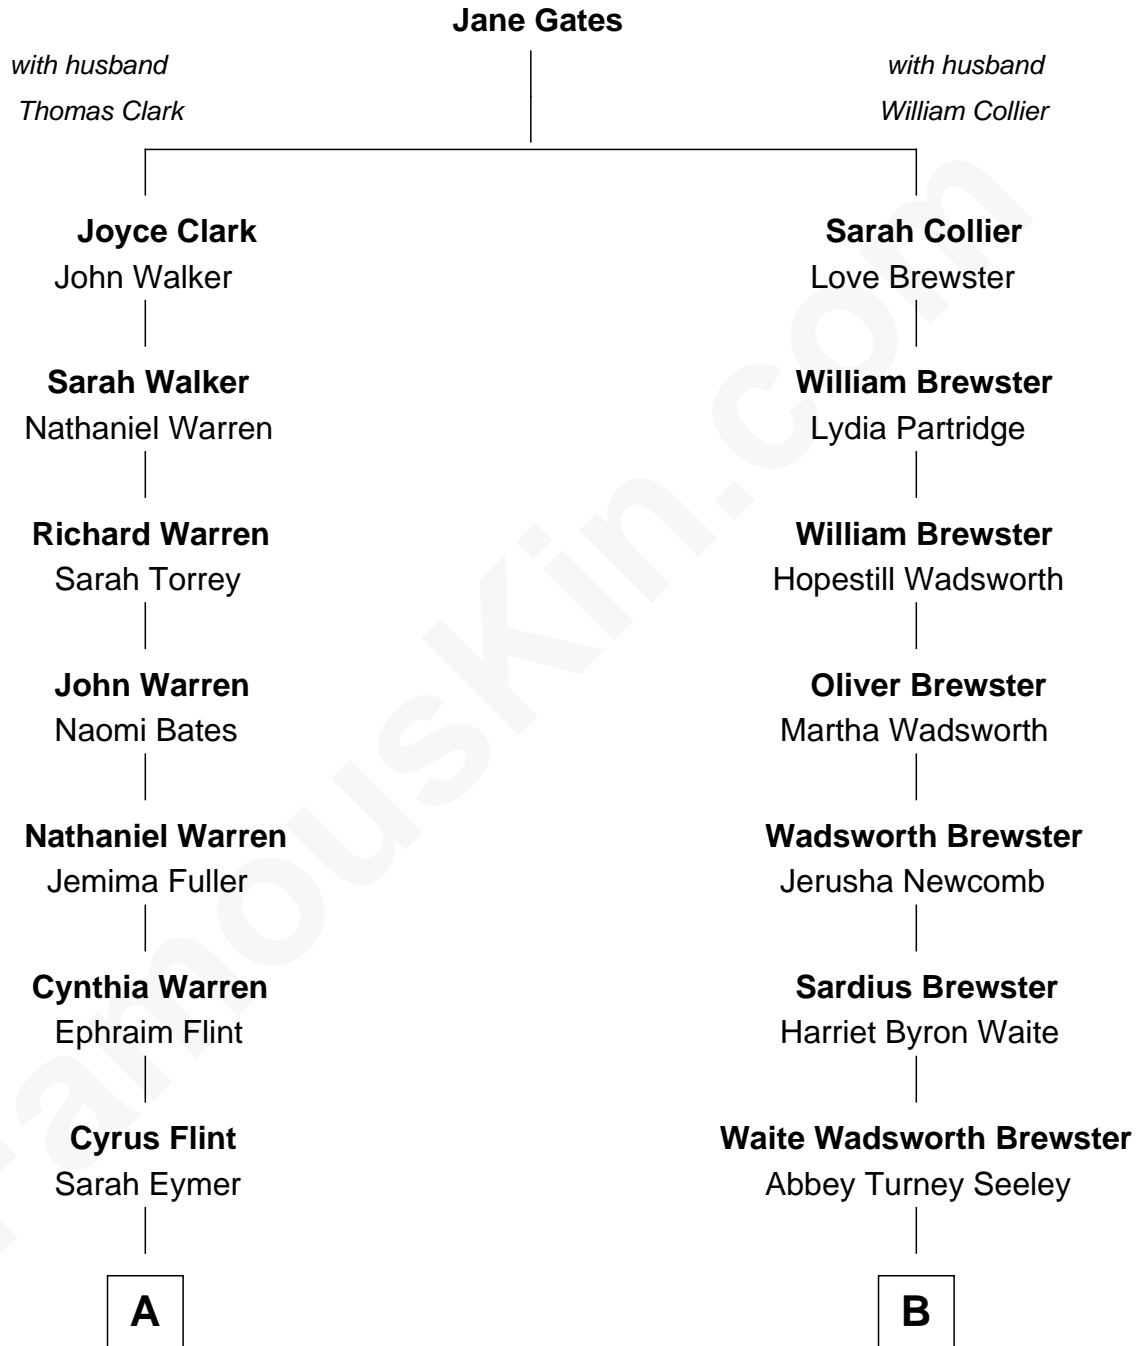 Jane Gates
with husband
Thomas Clark
with husband
William Collier
Joyce Clark
John Walker
Sarah Walker
Nathaniel Warren
Richard Warren
Sarah Torrey
John Warren
Naomi Bates
Nathaniel Warren
Jemima Fuller
Cynthia Warren
Ephraim Flint
Cyrus Flint
Sarah Eymer
A
Sarah Collier
Love Brewster
William Brewster
Lydia Partridge
William Brewster
Hopestill Wadsworth
Oliver Brewster
Martha Wadsworth
Wadsworth Brewster
Jerusha Newcomb
Sardius Brewster
Harriet Byron Waite
Waite Wadsworth Brewster
Abbey Turney Seeley
B
FamousKin.com